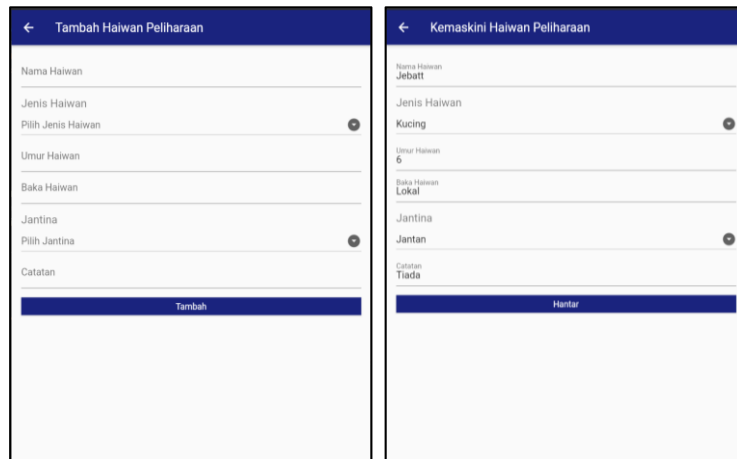 Tambah Haiwan Peliharaan
Nama Haiwan
Jenis Haiwan
Pilih Jenis Haiwan
Umur Haiwan
Baka Haiwan
Jantina
Pilih Jantina
Catatan
Tambah
Kemaskini Haiwan Peliharaan
Nama Haiwan
Jebatt
Jenis Haiwan
Kucing
Umur Haiwan
6
Baka Haiwan
Lokal
Jantina
Jantan
Catatan
Tiada
Hantar